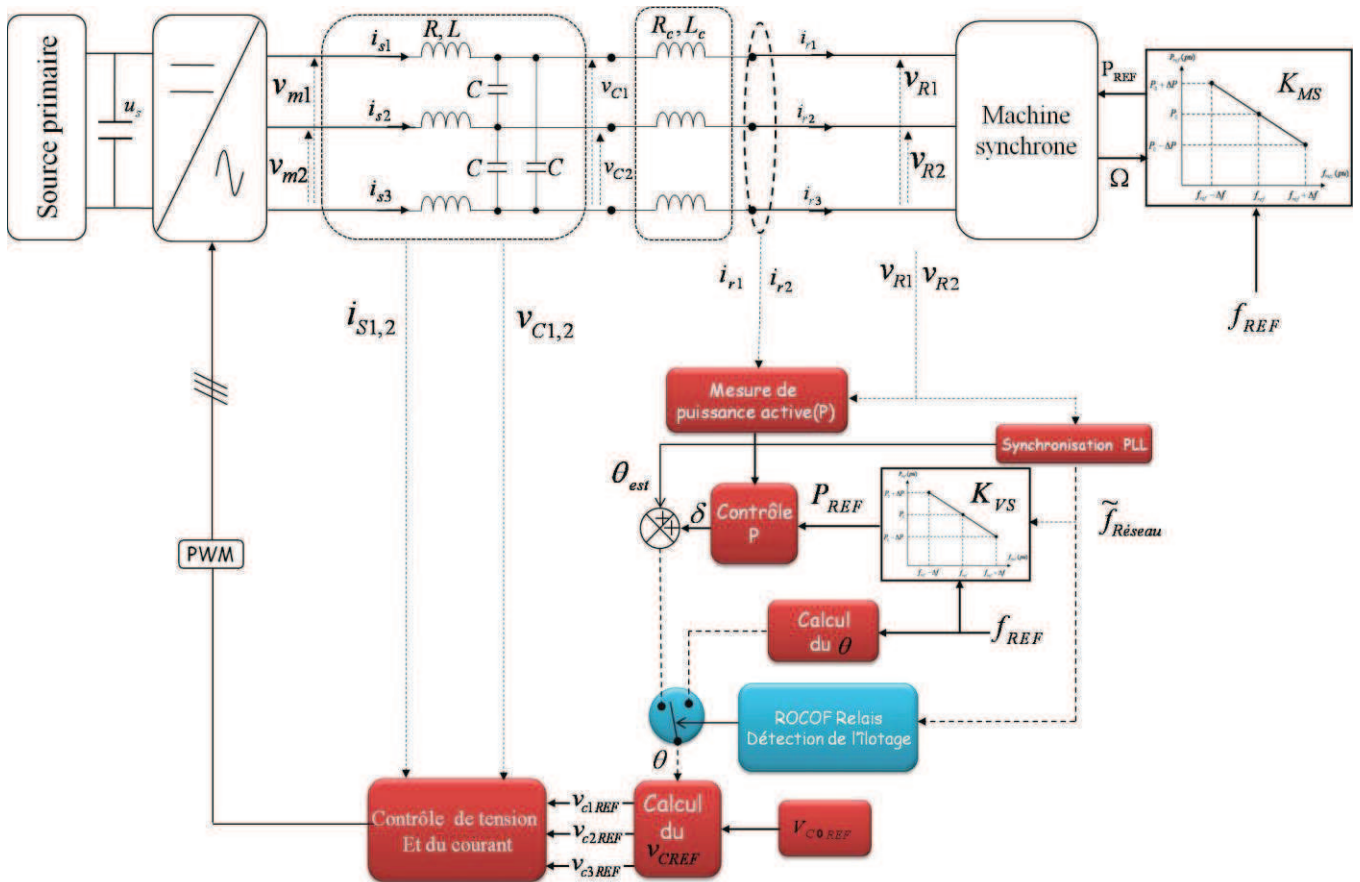 Source primaire
u_s
v_m1
v_m2
i_s1
i_s2
i_s3
R, L
C
C
C
v_C1
v_C2
R_c, L_c
i_r1
i_r2
i_r3
v_R1
v_R2
Machine
synchrone
P_REF
Ω
K_MS
f_REF
i_S1,2
v_C1,2
i_r1
i_r2
v_R1
v_R2
Mesure de
puissance active(P)
Synchronisation PLL
θ_est
δ
Contrôle
P
P_REF
K_VS
f̃_Réseau
PWM
Calcul
du θ
f_REF
ROCOF Relais
Détection de l'îlotage
θ
Contrôle de tension
Et du courant
v_c1REF
v_c2REF
v_c3REF
Calcul
du
v_CREF
V_C0REF